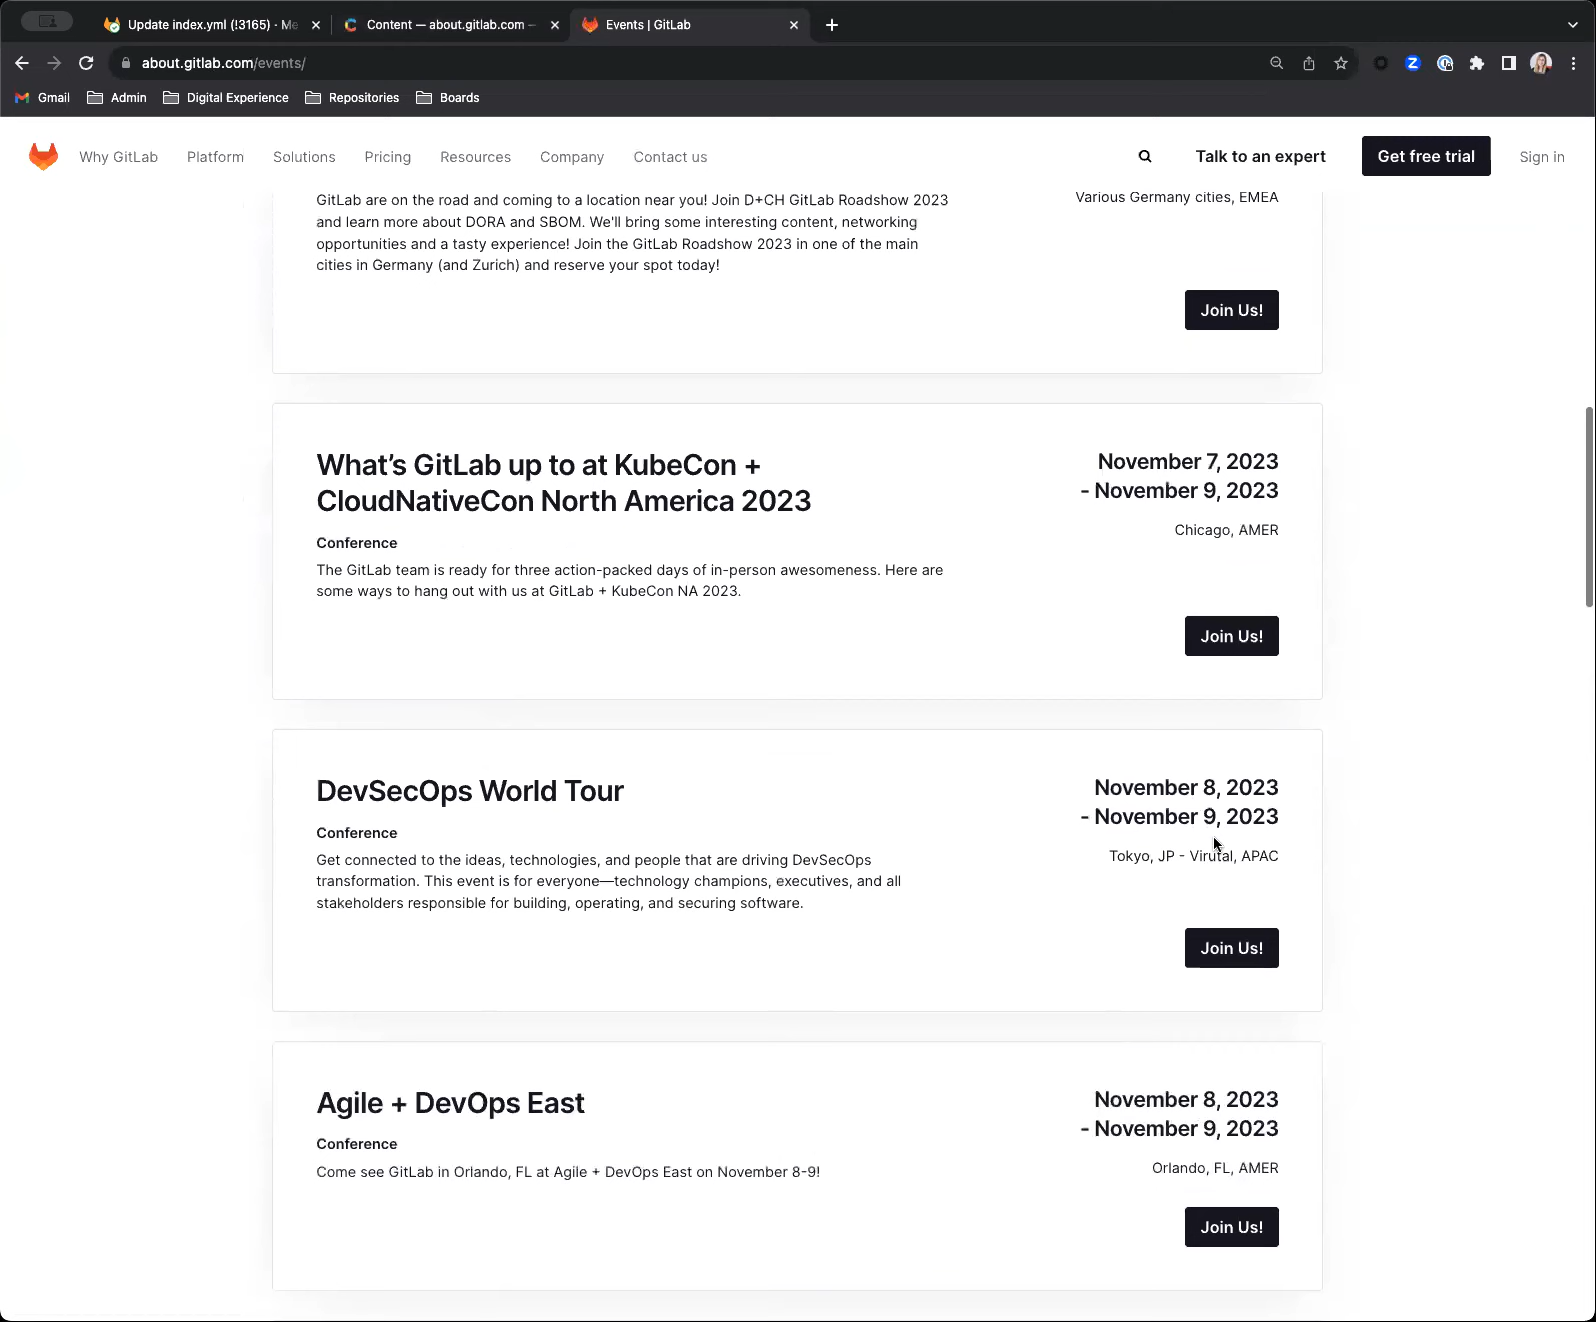 Update index.yml (!3165) · Me
Content — about.gitlab.com –
Events | GitLab
about.gitlab.com/events/
Gmail
Admin
Digital Experience
Repositories
Boards
Why GitLab
Platform
Solutions
Pricing
Resources
Company
Contact us
Talk to an expert
Get free trial
Sign in
GitLab are on the road and coming to a location near you! Join D+CH GitLab Roadshow 2023
and learn more about DORA and SBOM. We'll bring some interesting content, networking
opportunities and a tasty experience! Join the GitLab Roadshow 2023 in one of the main
cities in Germany (and Zurich) and reserve your spot today!
Various Germany cities, EMEA
Join Us!
What's GitLab up to at KubeCon +
CloudNativeCon North America 2023
Conference
The GitLab team is ready for three action-packed days of in-person awesomeness. Here are
some ways to hang out with us at GitLab + KubeCon NA 2023.
November 7, 2023
- November 9, 2023
Chicago, AMER
Join Us!
DevSecOps World Tour
Conference
Get connected to the ideas, technologies, and people that are driving DevSecOps
transformation. This event is for everyone—technology champions, executives, and all
stakeholders responsible for building, operating, and securing software.
November 8, 2023
- November 9, 2023
Tokyo, JP - Virutal, APAC
Join Us!
Agile + DevOps East
Conference
Come see GitLab in Orlando, FL at Agile + DevOps East on November 8-9!
November 8, 2023
- November 9, 2023
Orlando, FL, AMER
Join Us!